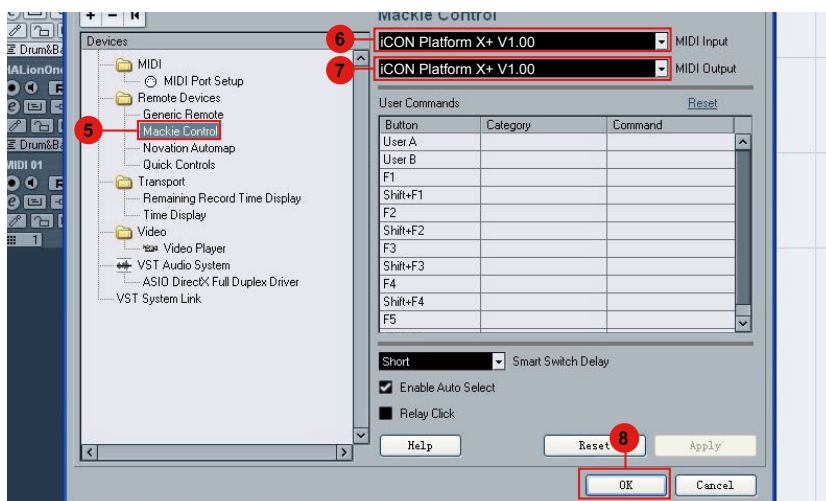 + - Mackie Control
Devices
6 iCON Platform X+ V1.00 MIDI Input
7 iCON Platform X+ V1.00 MIDI Output
MIDI
MIDI Port Setup
Remote Devices
Generic Remote
5 Mackie Control
Novation Automap
Quick Controls
Transport
Remaining Record Time Display
Time Display
Video
Video Player
VST Audio System
ASIO DirectX Full Duplex Driver
VST System Link
User Commands Reset
Button Category Command
User A
User B
F1
Shift+F1
F2
Shift+F2
F3
Shift+F3
F4
Shift+F4
F5
Short Smart Switch Delay
Enable Auto Select
Relay Click
Help Reset 8 Apply
OK Cancel
Drum&Ba
HALionOn
Drum&Ba
MIDI 01
1